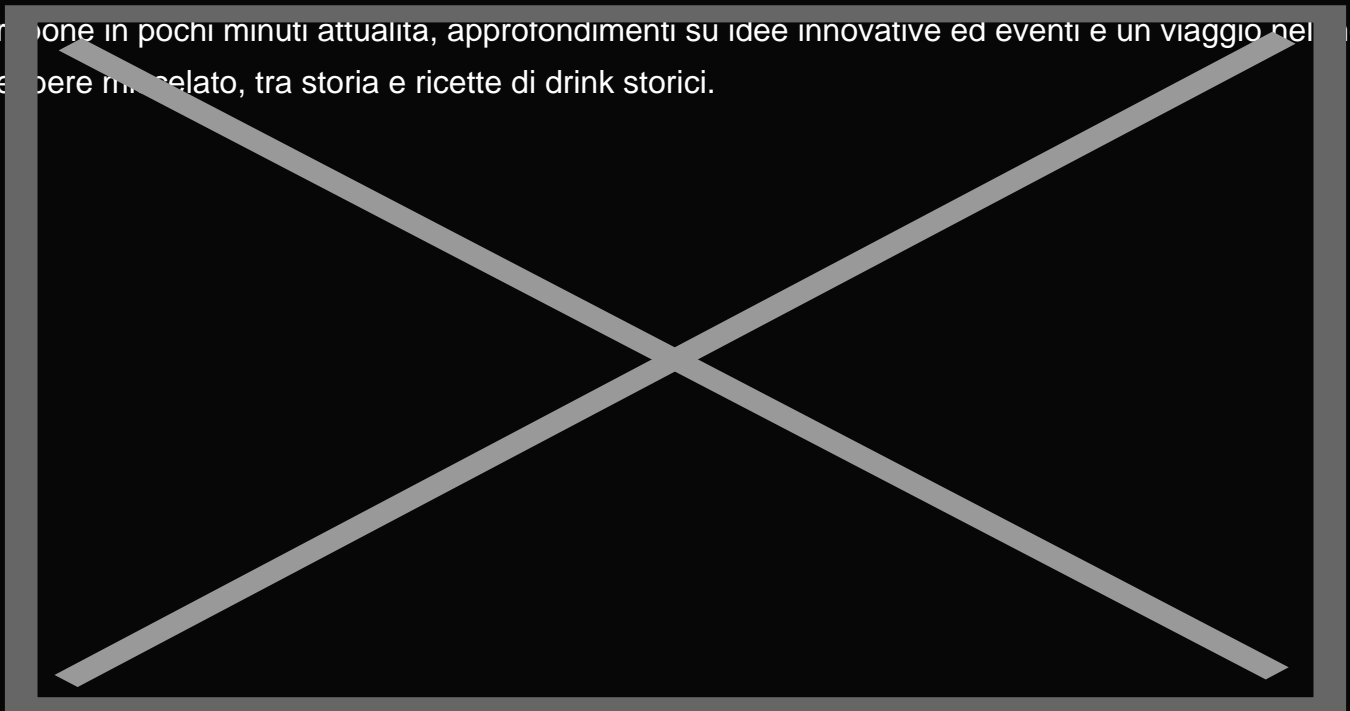 in pochi minuti attualità, approfondimenti su idee innovative ed eventi e un viaggio
tra storia e ricette di drink storici.